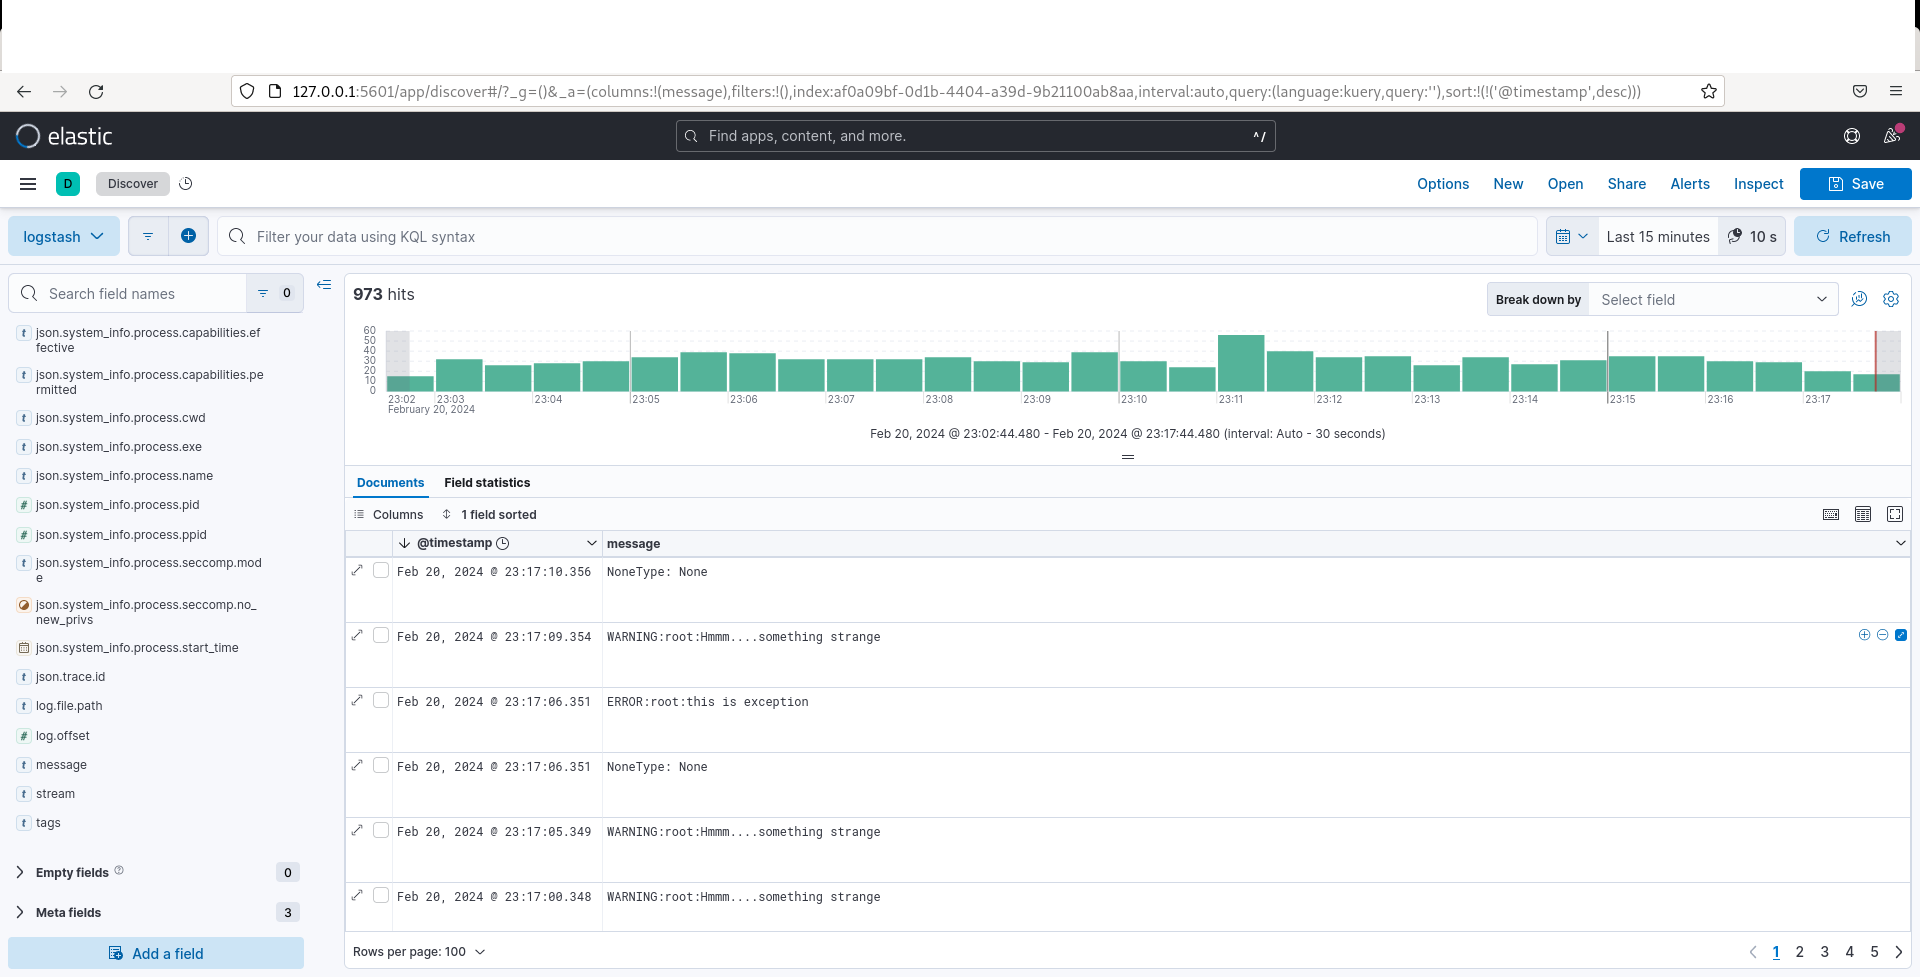 127.0.0.1:5601/app/discover#/?_g=()&_a=(columns:!(message),filters:!(),index:af0a09bf-0d1b-4404-a39d-9b21100ab8aa,interval:auto,query:(language:kuery,query:''),sort:!(!('@timestamp',desc)))
elastic
Find apps, content, and more.
^/
D
Discover
Options
New
Open
Share
Alerts
Inspect
Save
logstash
Filter your data using KQL syntax
Last 15 minutes
10 s
Refresh
Search field names
0
json.system_info.process.capabilities.ef
fective
json.system_info.process.capabilities.pe
rmitted
json.system_info.process.cwd
json.system_info.process.exe
json.system_info.process.name
json.system_info.process.pid
json.system_info.process.ppid
json.system_info.process.seccomp.mod
e
json.system_info.process.seccomp.no_
new_privs
json.system_info.process.start_time
json.trace.id
log.file.path
log.offset
message
stream
tags
Empty fields
0
Meta fields
3
Add a field
973 hits
Break down by
Select field
60
50
40
30
20
10
0
23:02 23:03 23:04 23:05 23:06 23:07 23:08 23:09 23:10 23:11 23:12 23:13 23:14 23:15 23:16 23:17
February 20, 2024
Feb 20, 2024 @ 23:02:44.480 - Feb 20, 2024 @ 23:17:44.480 (interval: Auto - 30 seconds)
Documents
Field statistics
Columns
1 field sorted
@timestamp
message
Feb 20, 2024 @ 23:17:10.356 NoneType: None
Feb 20, 2024 @ 23:17:09.354 WARNING:root:Hmmm....something strange
Feb 20, 2024 @ 23:17:06.351 ERROR:root:this is exception
Feb 20, 2024 @ 23:17:06.351 NoneType: None
Feb 20, 2024 @ 23:17:05.349 WARNING:root:Hmmm....something strange
Feb 20, 2024 @ 23:17:00.348 WARNING:root:Hmmm....something strange
Rows per page: 100
1 2 3 4 5